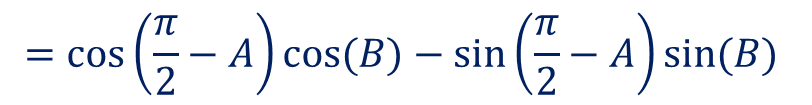 = cos(π/2 − A) cos(B) − sin(π/2 − A) sin(B)